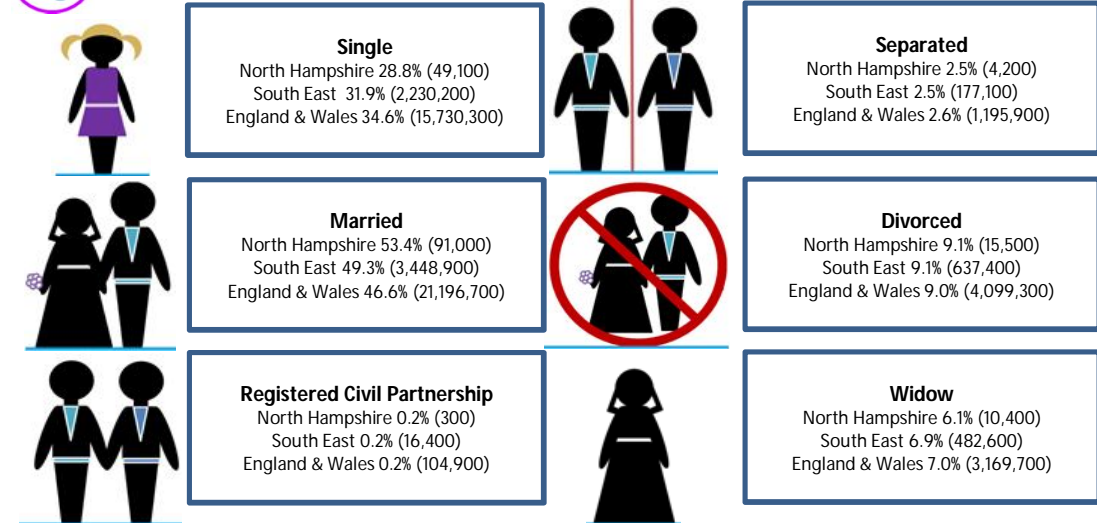 Single
North Hampshire 28.8% (49,100)
South East 31.9% (2,230,200)
England & Wales 34.6% (15,730,300)
Separated
North Hampshire 2.5% (4,200)
South East 2.5% (177,100)
England & Wales 2.6% (1,195,900)
Married
North Hampshire 53.4% (91,000)
South East 49.3% (3,448,900)
England & Wales 46.6% (21,196,700)
Divorced
North Hampshire 9.1% (15,500)
South East 9.1% (637,400)
England & Wales 9.0% (4,099,300)
Registered Civil Partnership
North Hampshire 0.2% (300)
South East 0.2% (16,400)
England & Wales 0.2% (104,900)
Widow
North Hampshire 6.1% (10,400)
South East 6.9% (482,600)
England & Wales 7.0% (3,169,700)